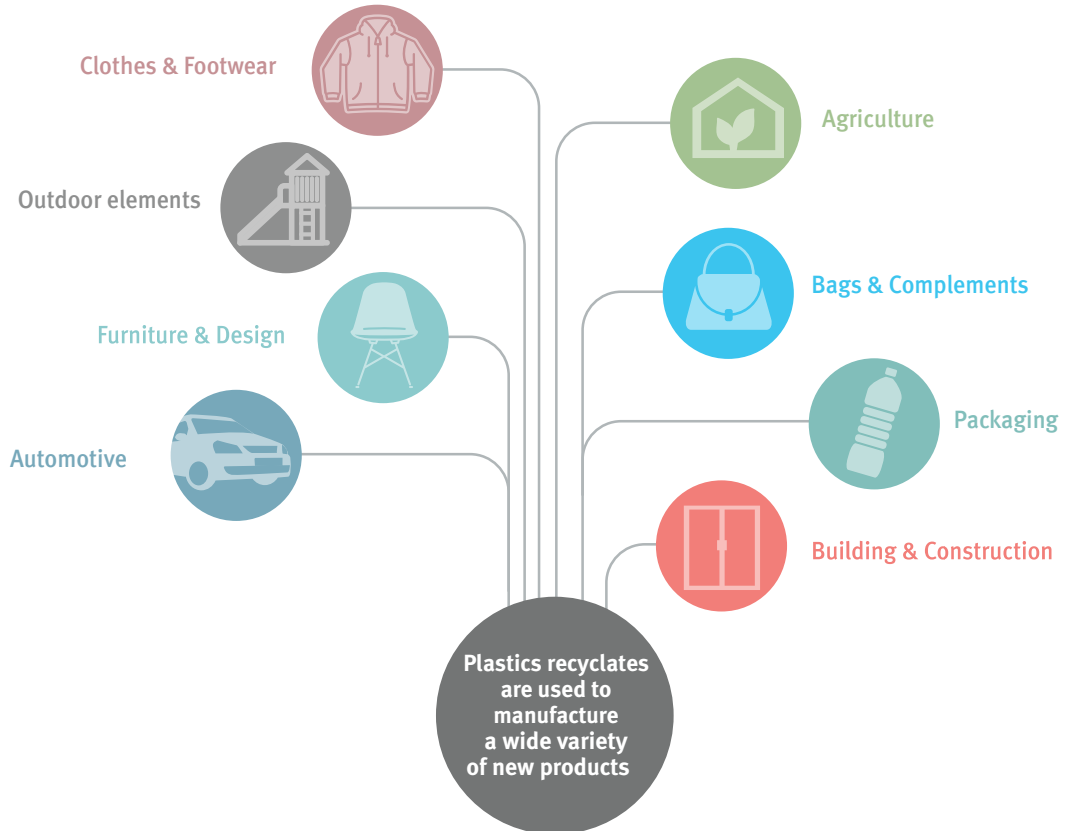 Clothes & Footwear
Agriculture
Outdoor elements
Bags & Complements
Furniture & Design
Packaging
Automotive
Building & Construction
Plastics recyclates
are used to
manufacture
a wide variety
of new products